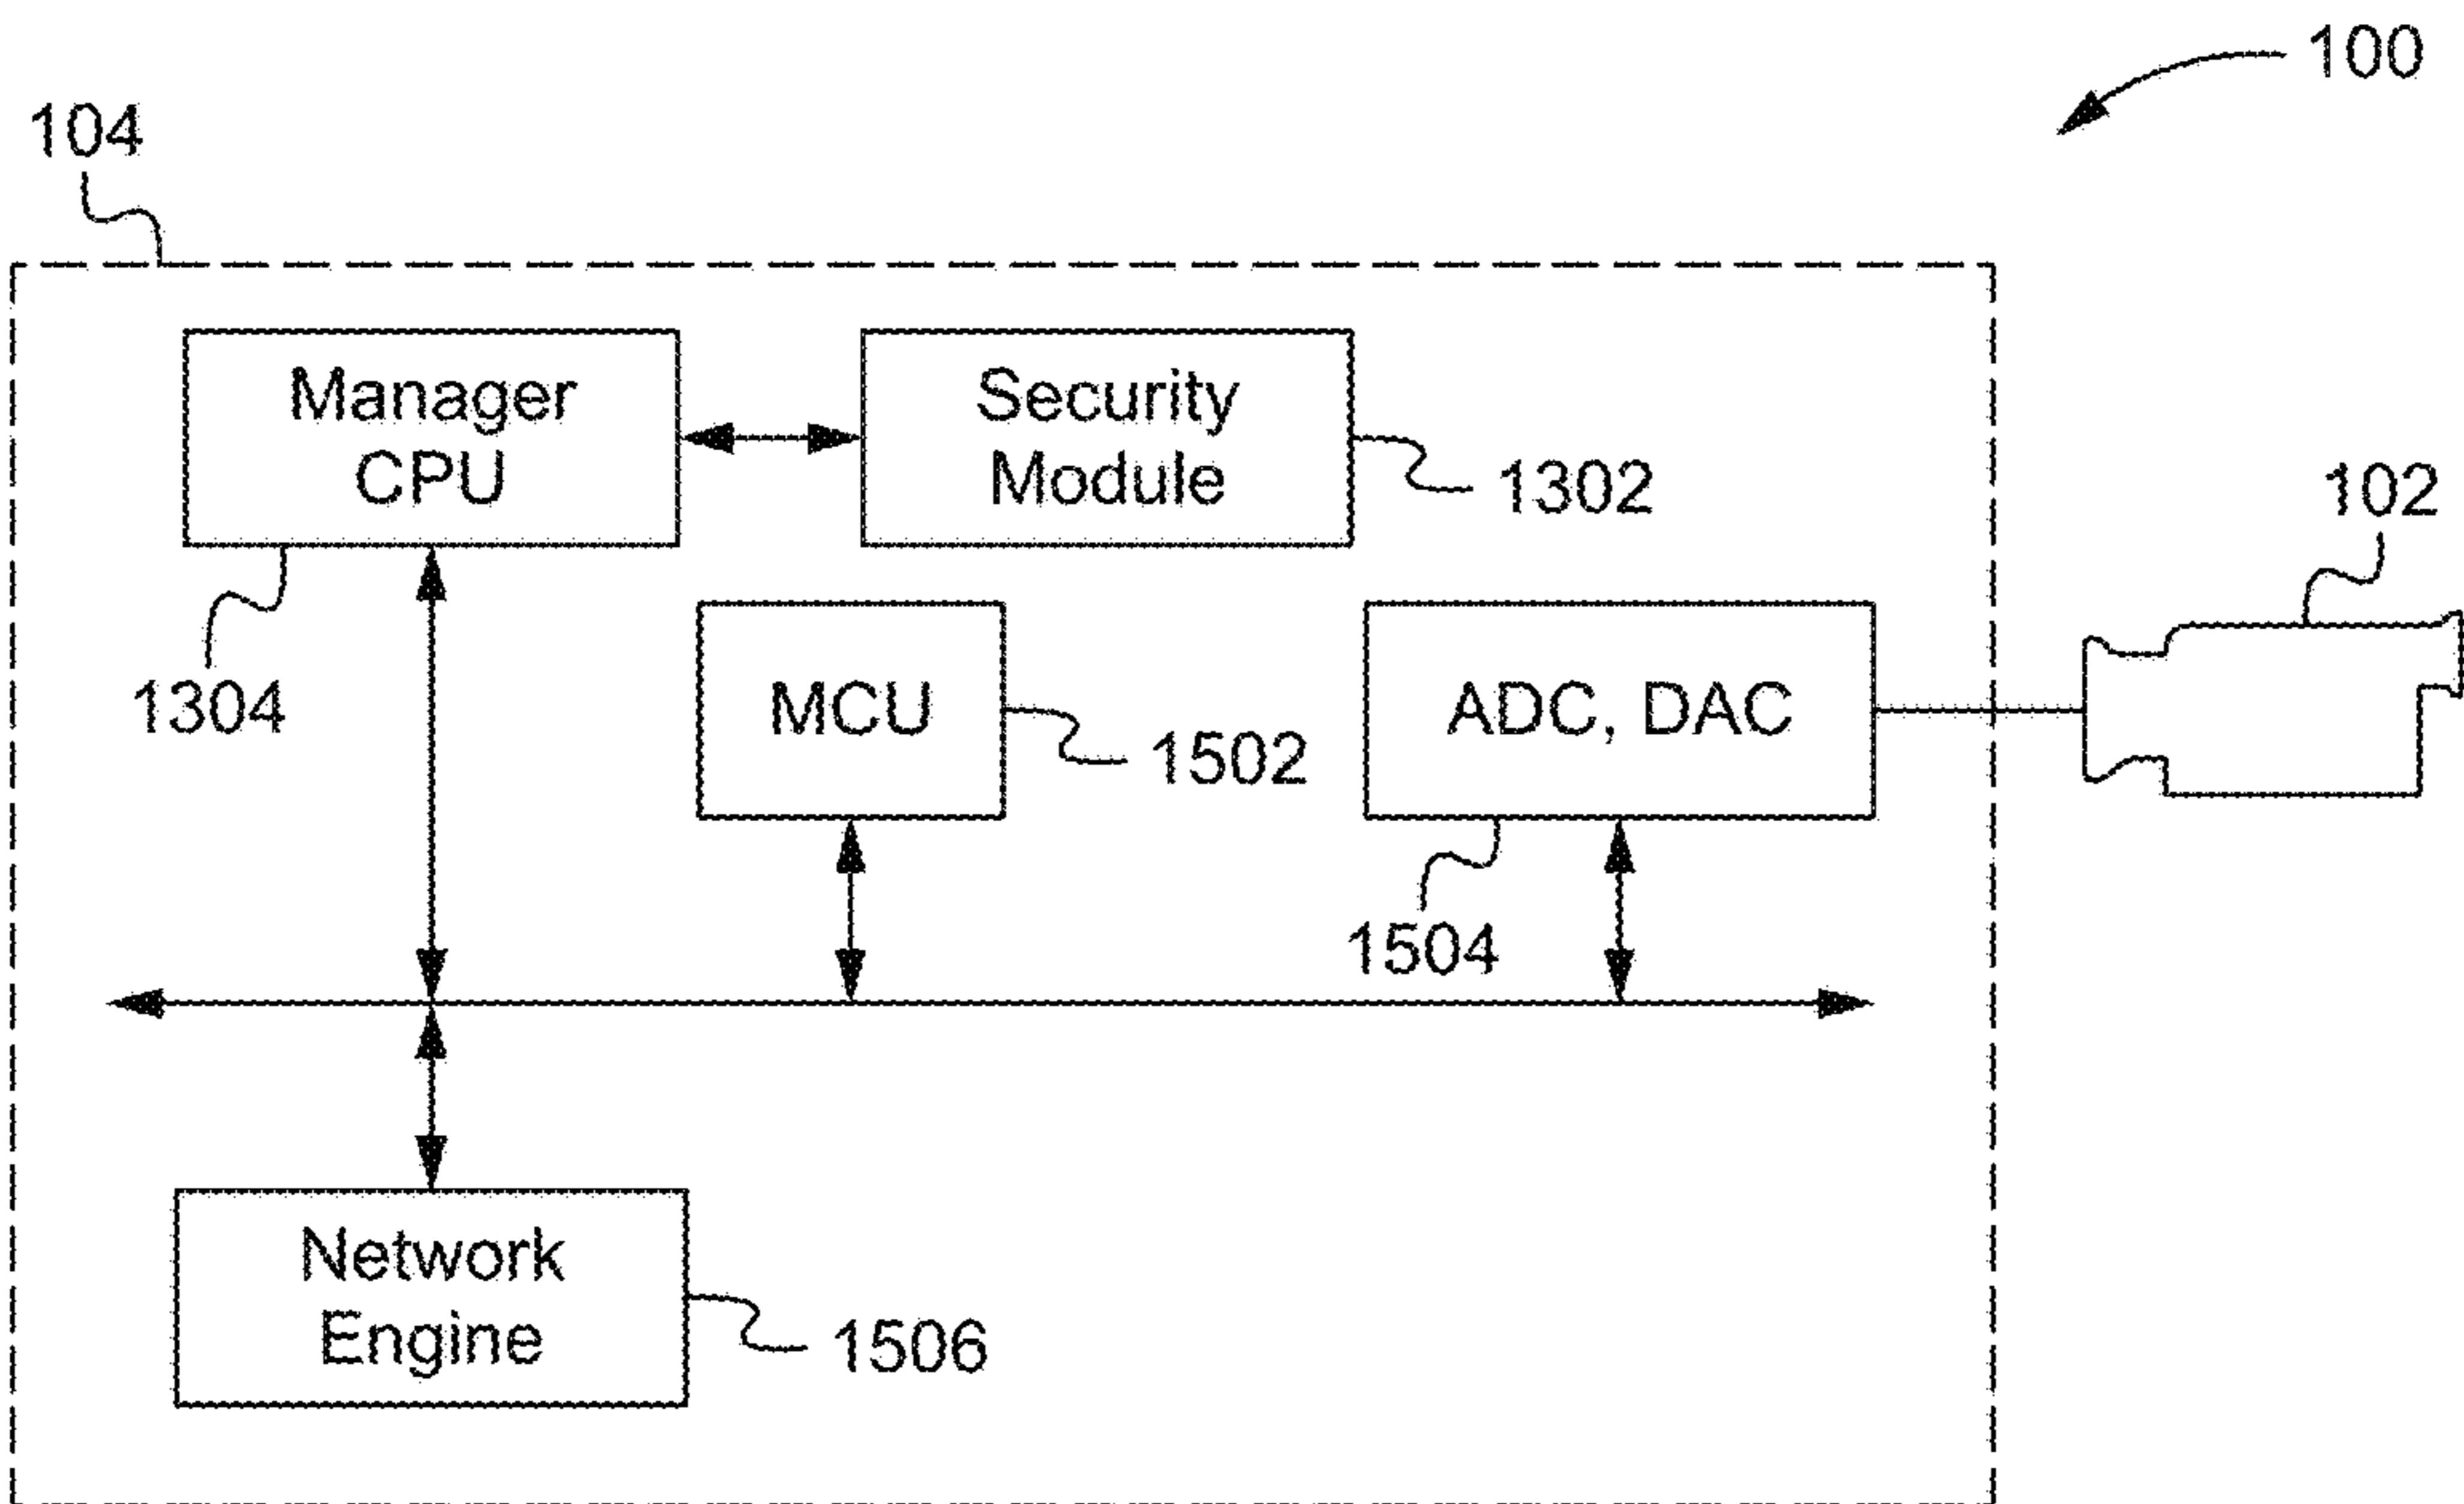 100
104
Manager
CPU
Security
Module
1302
102
1304
MCU
1502
ADC, DAC
1504
Network
Engine
1506